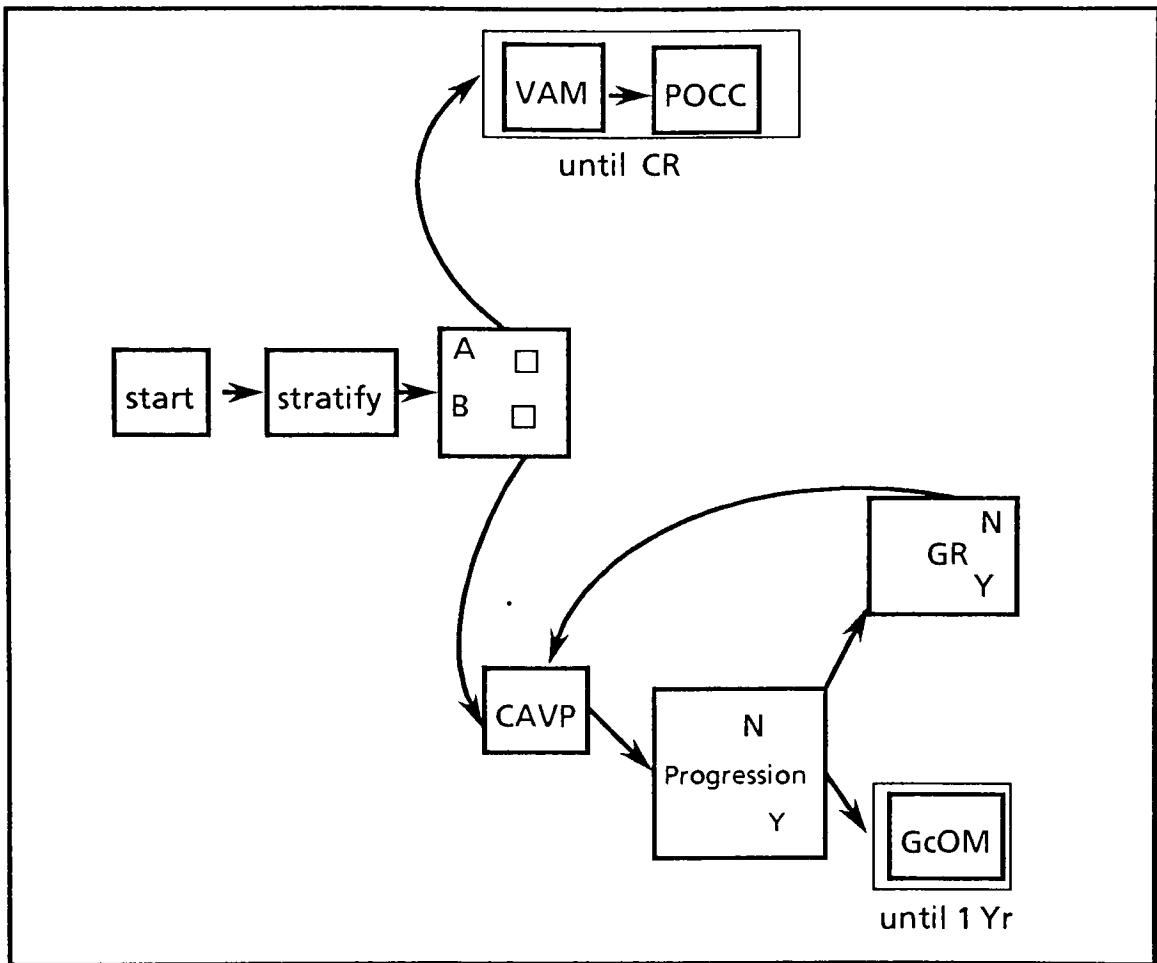 VAM
POCC
until CR
A
B
start
stratify
N
GR
Y
CAVP
N
Progression
Y
GcOM
until 1 Yr